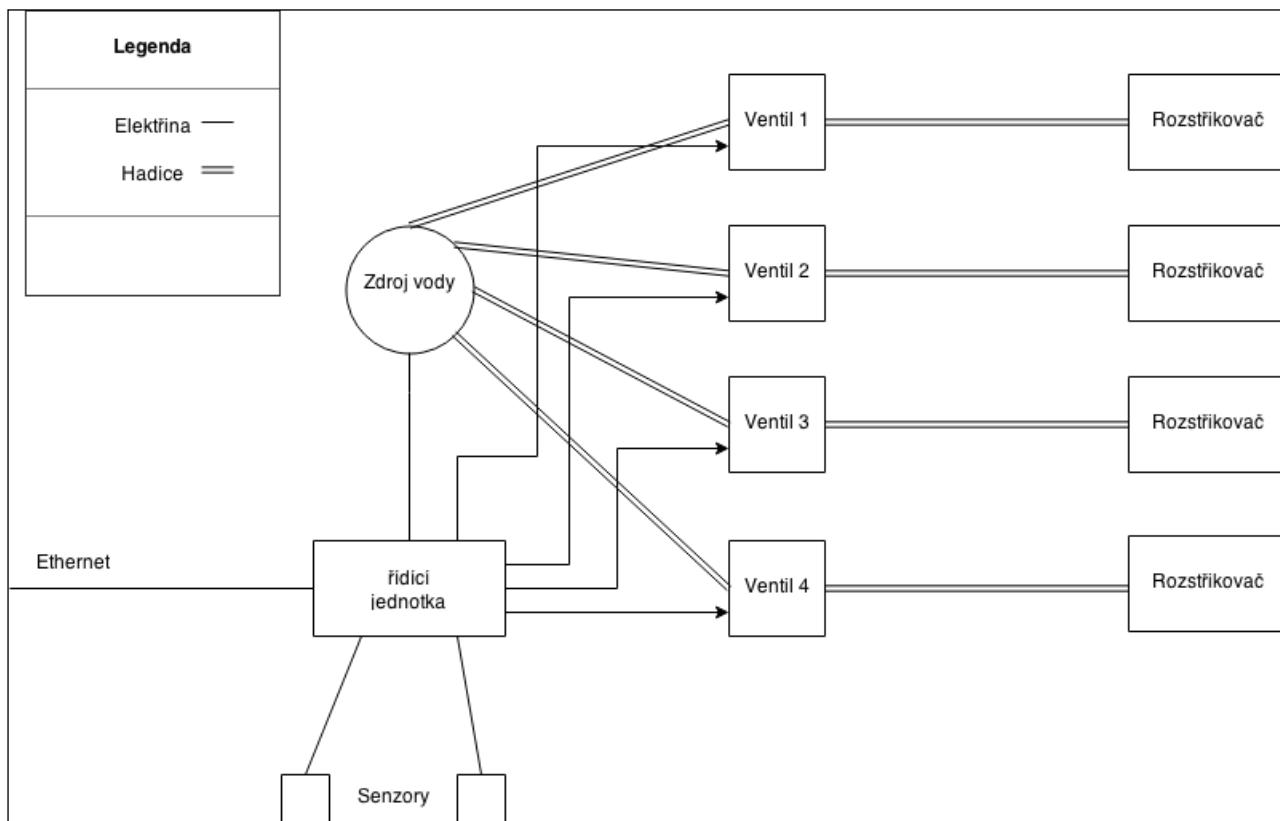 Legenda
Elektřina
Hadice
Zdroj vody
Ventil 1
Rozstřikovač
Ventil 2
Rozstřikovač
Ventil 3
Rozstřikovač
Ventil 4
Rozstřikovač
Ethernet
řidici
jednotka
Senzory